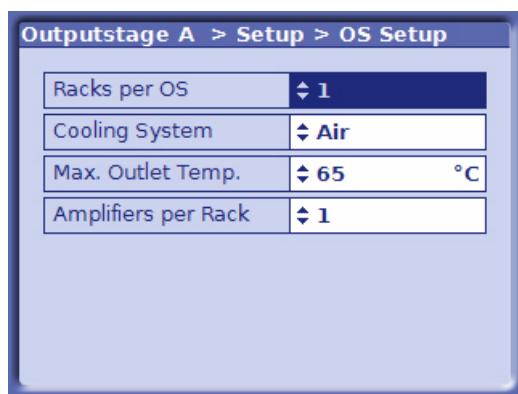 Outputstage A > Setup > OS Setup
Racks per OS 1
Cooling System Air
Max. Outlet Temp. 65 °C
Amplifiers per Rack 1